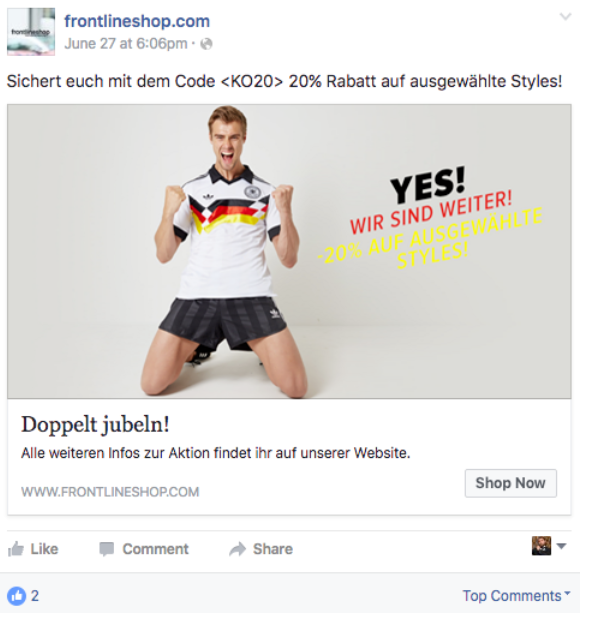 frontlineshop
frontlineshop.com
June 27 at 6:06pm ·
Sichert euch mit dem Code <KO20> 20% Rabatt auf ausgewählte Styles!
YES!
WIR SIND WEITER!
-20% AUF AUSGEWÄHLTE
STYLES!
Doppelt jubeln!
Alle weiteren Infos zur Aktion findet ihr auf unserer Website.
WWW.FRONTLINESHOP.COM
Shop Now
Like Comment Share
2
Top Comments